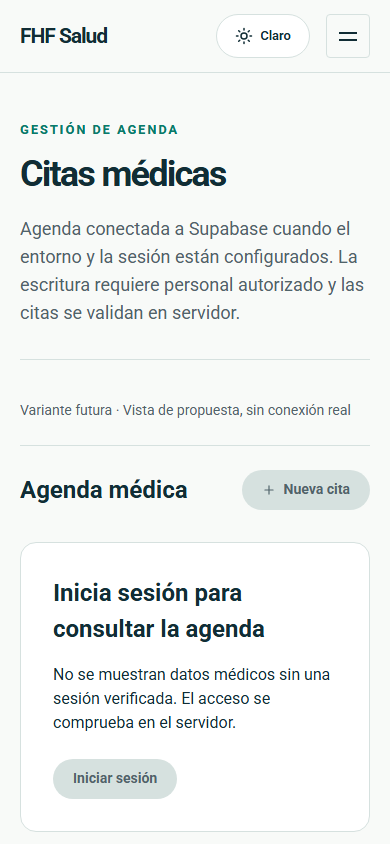 FHF Salud
Claro
GESTIÓN DE AGENDA
Citas médicas
Agenda conectada a Supabase cuando el
entorno y la sesión están configurados. La
escritura requiere personal autorizado y las
citas se validan en servidor.
Variante futura · Vista de propuesta, sin conexión real
Agenda médica
+ Nueva cita
Inicia sesión para
consultar la agenda
No se muestran datos médicos sin una
sesión verificada. El acceso se
comprueba en el servidor.
Iniciar sesión